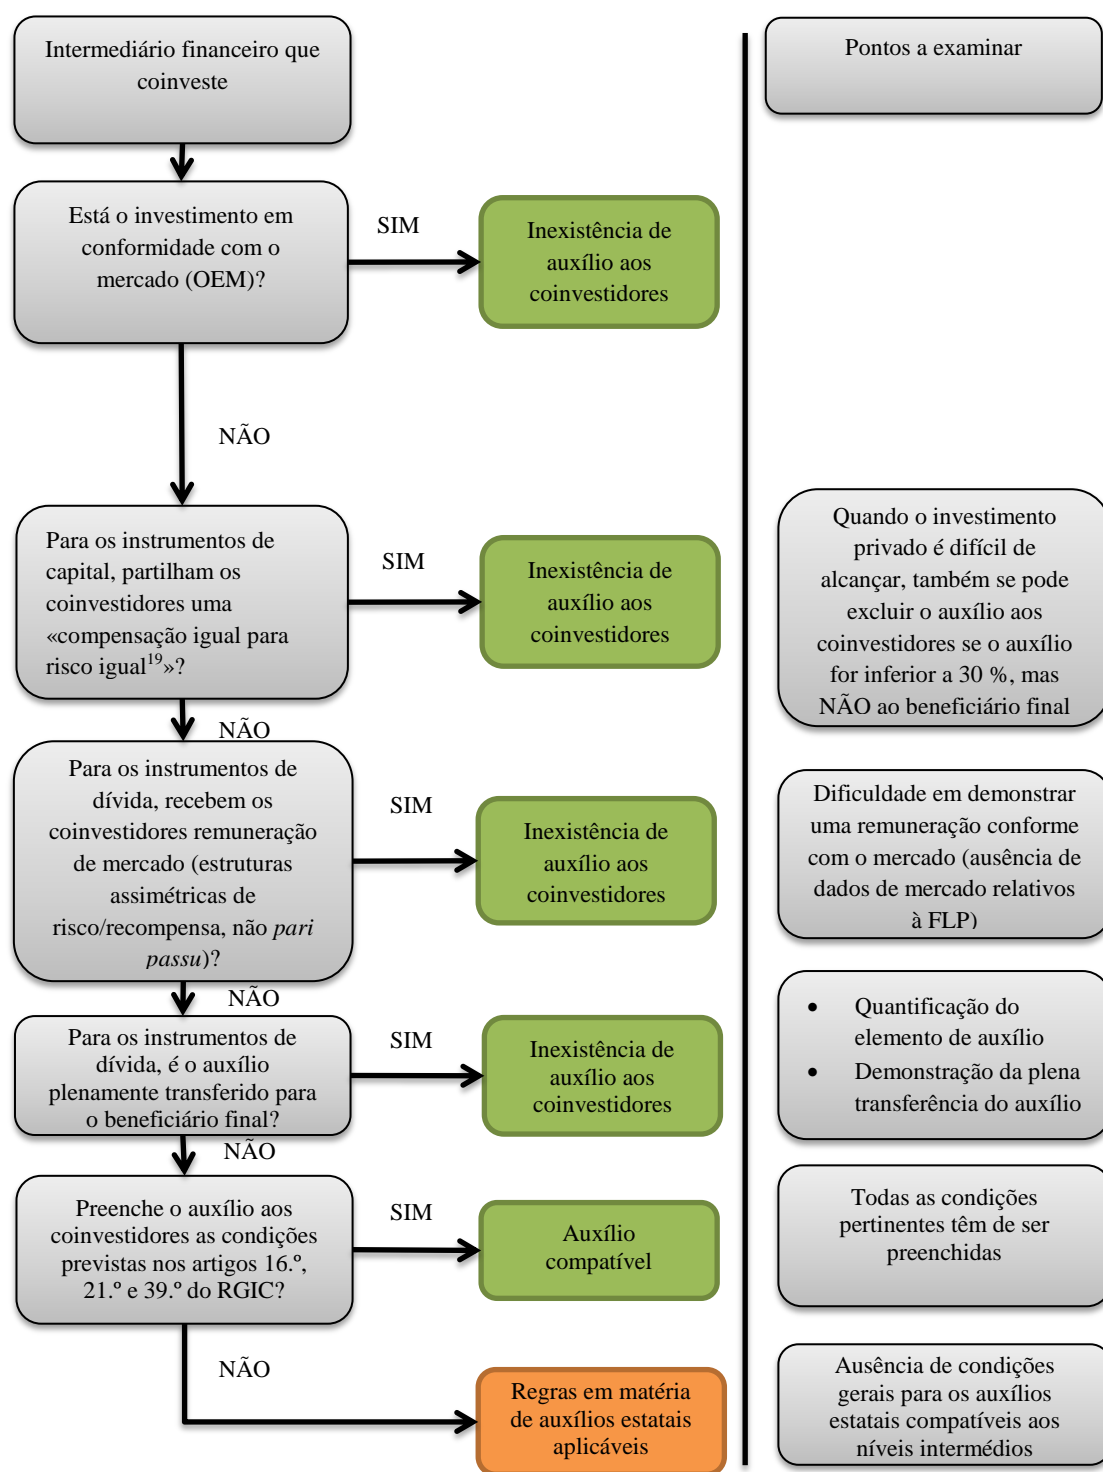 Intermediário financeiro que
coinveste
Pontos a examinar
Está o investimento em
conformidade com o
mercado (OEM)?
SIM
Inexistência de
auxílio aos
coinvestidores
NÃO
Para os instrumentos de
capital, partilham os
coinvestidores uma
«compensação igual para
risco igual19»?
SIM
Inexistência de
auxílio aos
coinvestidores
Quando o investimento
privado é difícil de
alcançar, também se pode
excluir o auxílio aos
coinvestidores se o auxílio
for inferior a 30 %, mas
NÃO ao beneficiário final
NÃO
Para os instrumentos de
dívida, recebem os
coinvestidores remuneração
de mercado (estruturas
assimétricas de
risco/recompensa, não pari
passu)?
SIM
Inexistência de
auxílio aos
coinvestidores
Dificuldade em demonstrar
uma remuneração conforme
com o mercado (ausência de
dados de mercado relativos
à FLP)
NÃO
Para os instrumentos de
dívida, é o auxílio
plenamente transferido para
o beneficiário final?
SIM
Inexistência de
auxílio aos
coinvestidores
• Quantificação do
elemento de auxílio
• Demonstração da plena
transferência do auxílio
NÃO
Preenche o auxílio aos
coinvestidores as condições
previstas nos artigos 16.º,
21.º e 39.º do RGIC?
SIM
Auxílio
compatível
Todas as condições
pertinentes têm de ser
preenchidas
NÃO
Regras em matéria
de auxílios estatais
aplicáveis
Ausência de condições
gerais para os auxílios
estatais compatíveis aos
níveis intermédios